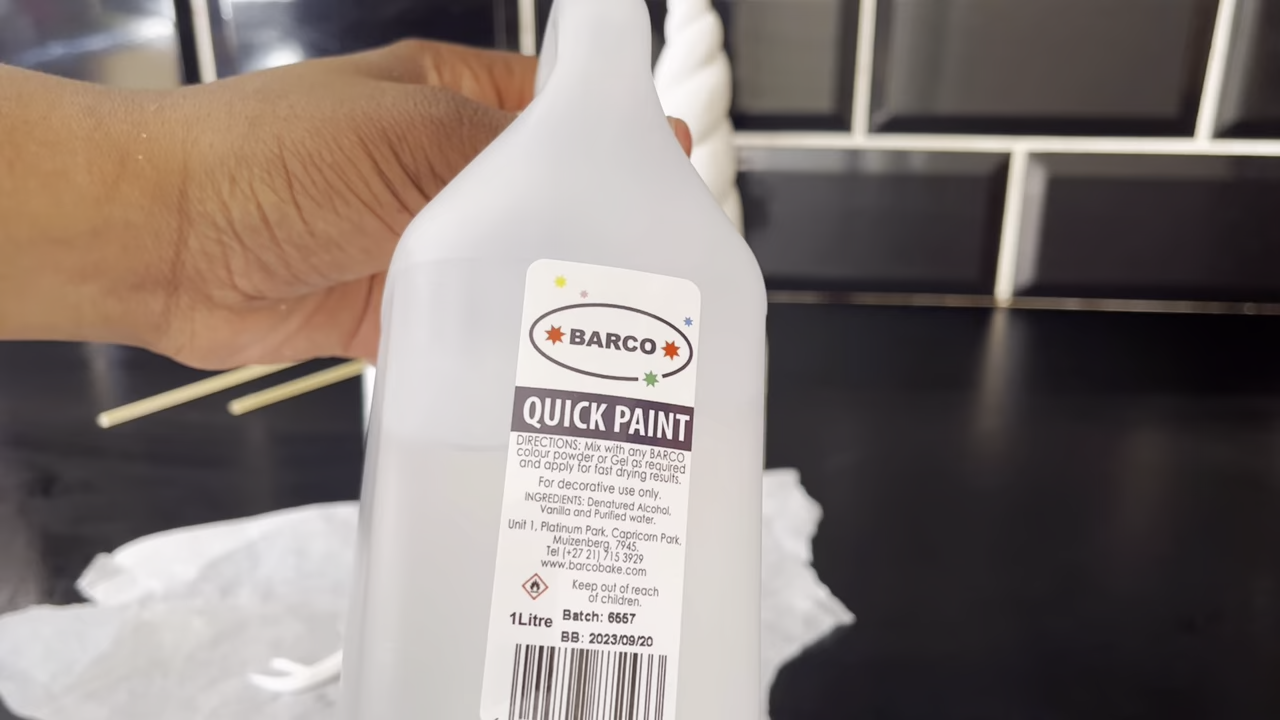 BARCO
QUICK PAINT
DIRECTIONS: Mix with any BARCO
colour powder or Gel as required
and apply for fast drying results.
For decorative use only.
INGREDIENTS: Denatured Alcohol,
Vanilla and Purified water.
Unit 1, Platinum Park, Capricorn Park,
Muizenberg, 7945.
Tel (+27 21) 715 3929
www.barcobake.com
Keep out of reach
of children.
1Litre
Batch: 6557
BB: 2023/09/20